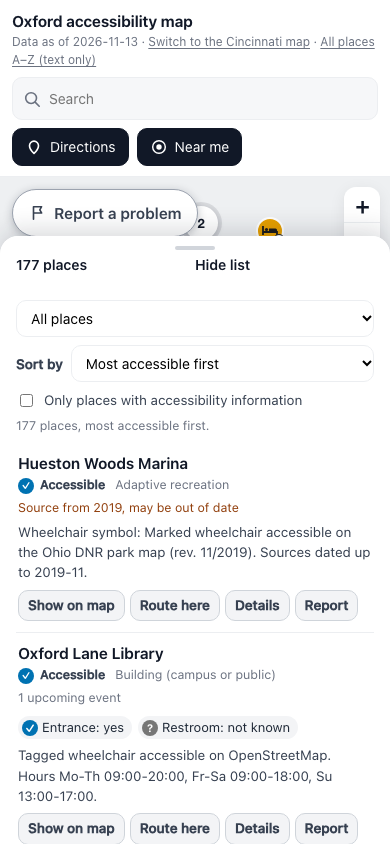 Oxford accessibility map
Data as of 2026-11-13 · Switch to the Cincinnati map · All places
A–Z (text only)
Search
Directions
Near me
Report a problem
2
+
177 places
Hide list
All places
Sort by
Most accessible first
Only places with accessibility information
177 places, most accessible first.
Hueston Woods Marina
Accessible Adaptive recreation
Source from 2019, may be out of date
Wheelchair symbol: Marked wheelchair accessible on
the Ohio DNR park map (rev. 11/2019). Sources dated up
to 2019-11.
Show on map Route here Details Report
Oxford Lane Library
Accessible Building (campus or public)
1 upcoming event
Entrance: yes ? Restroom: not known
Tagged wheelchair accessible on OpenStreetMap.
Hours Mo-Th 09:00-20:00, Fr-Sa 09:00-18:00, Su
13:00-17:00.
Show on map Route here Details Report